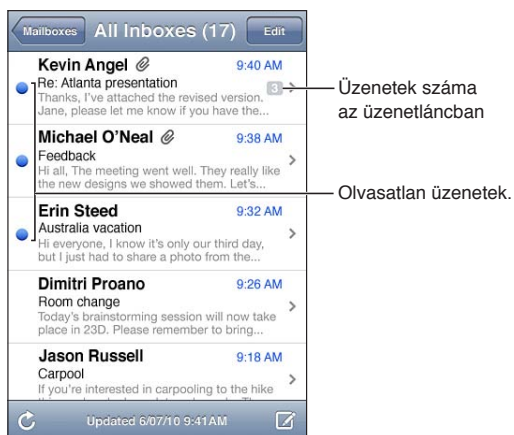 Mailboxes All Inboxes (17) Edit
Kevin Angel 9:40 AM
Re: Atlanta presentation
Thanks, I've attached the revised version. 3
Jane, please let me know if you have the...
Üzenetek száma
az üzenetláncban
Michael O'Neal 9:38 AM
Feedback
Hi all, The meeting went well. They really like
the new designs we showed them. Let's...
Olvasatlan üzenetek.
Erin Steed 9:32 AM
Australia vacation
Hi everyone, I know it's only our third day,
but I just had to share a photo from the...
Dimitri Proano 9:26 AM
Room change
Today's brainstorming session will now take
place in 23D. Please remember to bring...
Jason Russell 9:18 AM
Carpool
If you're interested in carpooling to the hike
Updated 6/07/10 9:41 AM